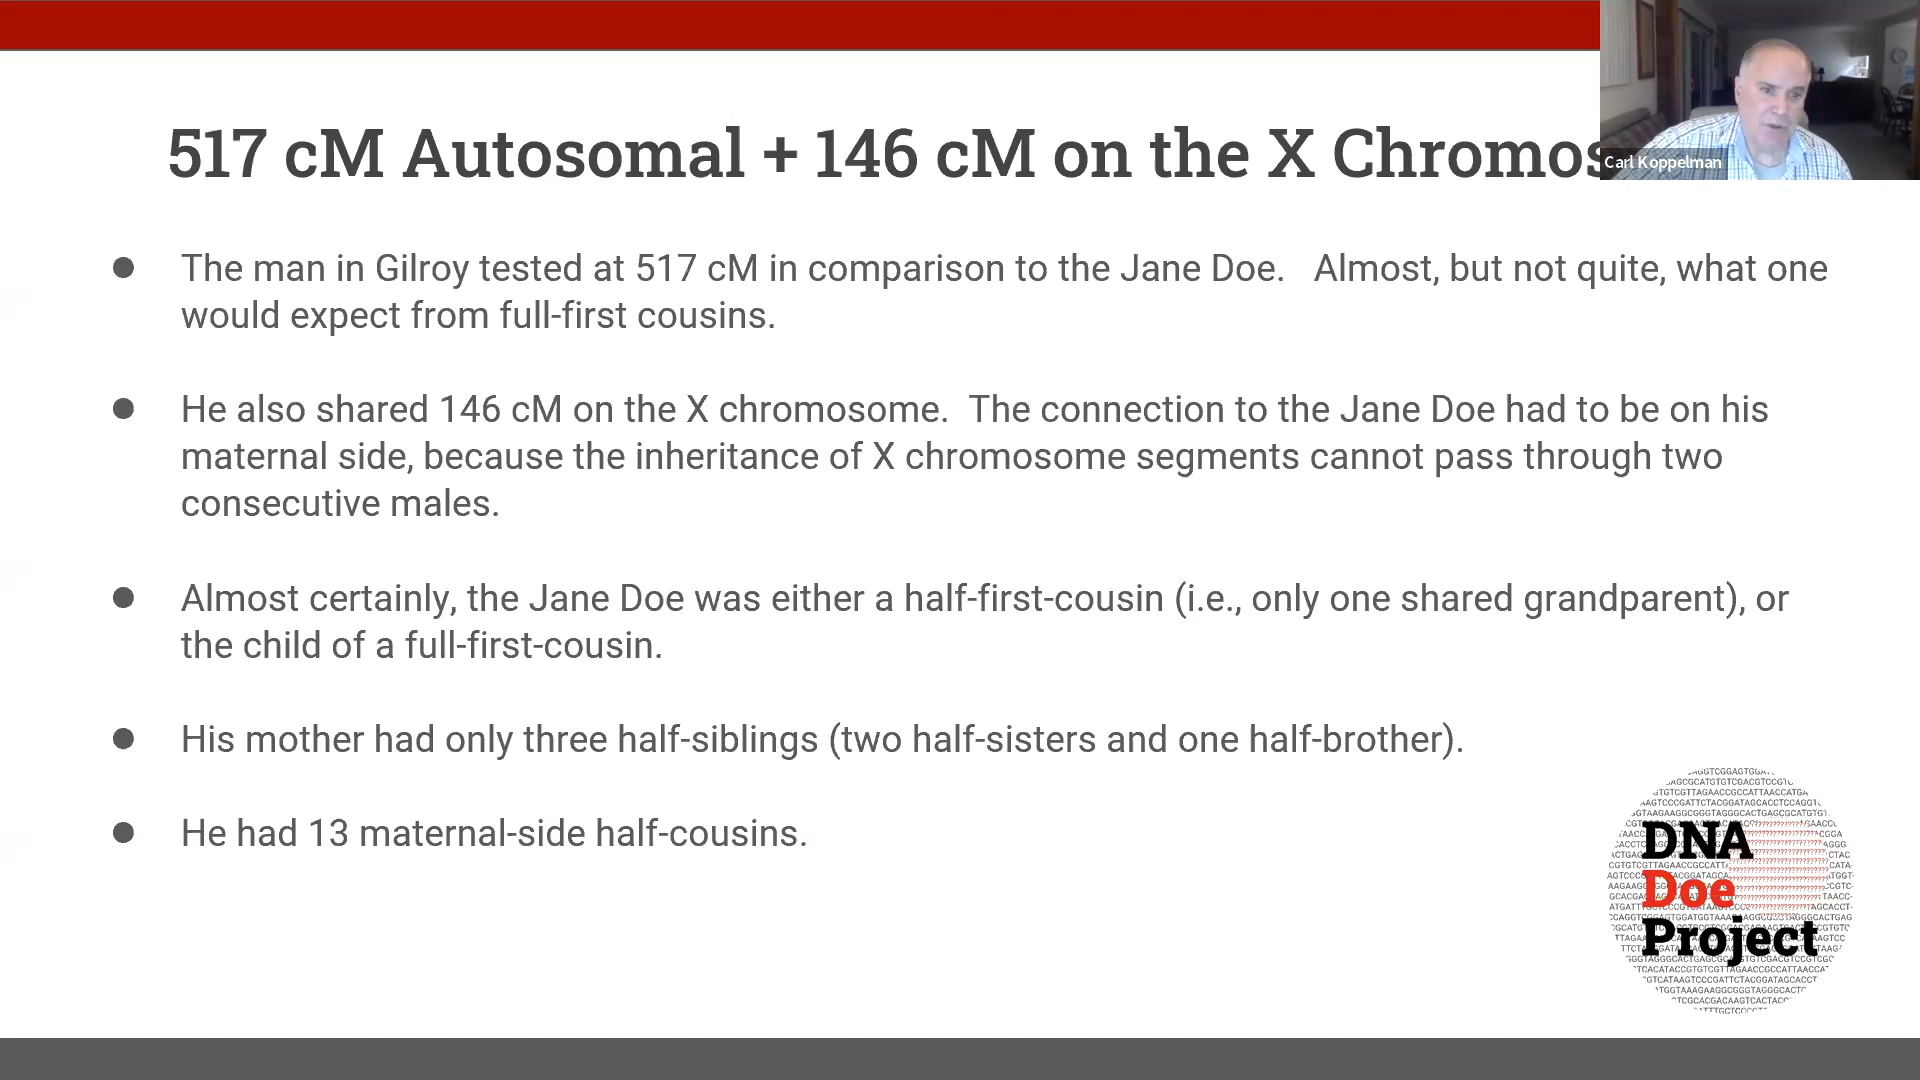 517 cM Autosomal + 146 cM on the X Chromos
Carl Koppelman
● The man in Gilroy tested at 517 cM in comparison to the Jane Doe. Almost, but not quite, what one
would expect from full-first cousins.
● He also shared 146 cM on the X chromosome. The connection to the Jane Doe had to be on his
maternal side, because the inheritance of X chromosome segments cannot pass through two
consecutive males.
● Almost certainly, the Jane Doe was either a half-first-cousin (i.e., only one shared grandparent), or
the child of a full-first-cousin.
● His mother had only three half-siblings (two half-sisters and one half-brother).
● He had 13 maternal-side half-cousins.
DNA
Doe
Project